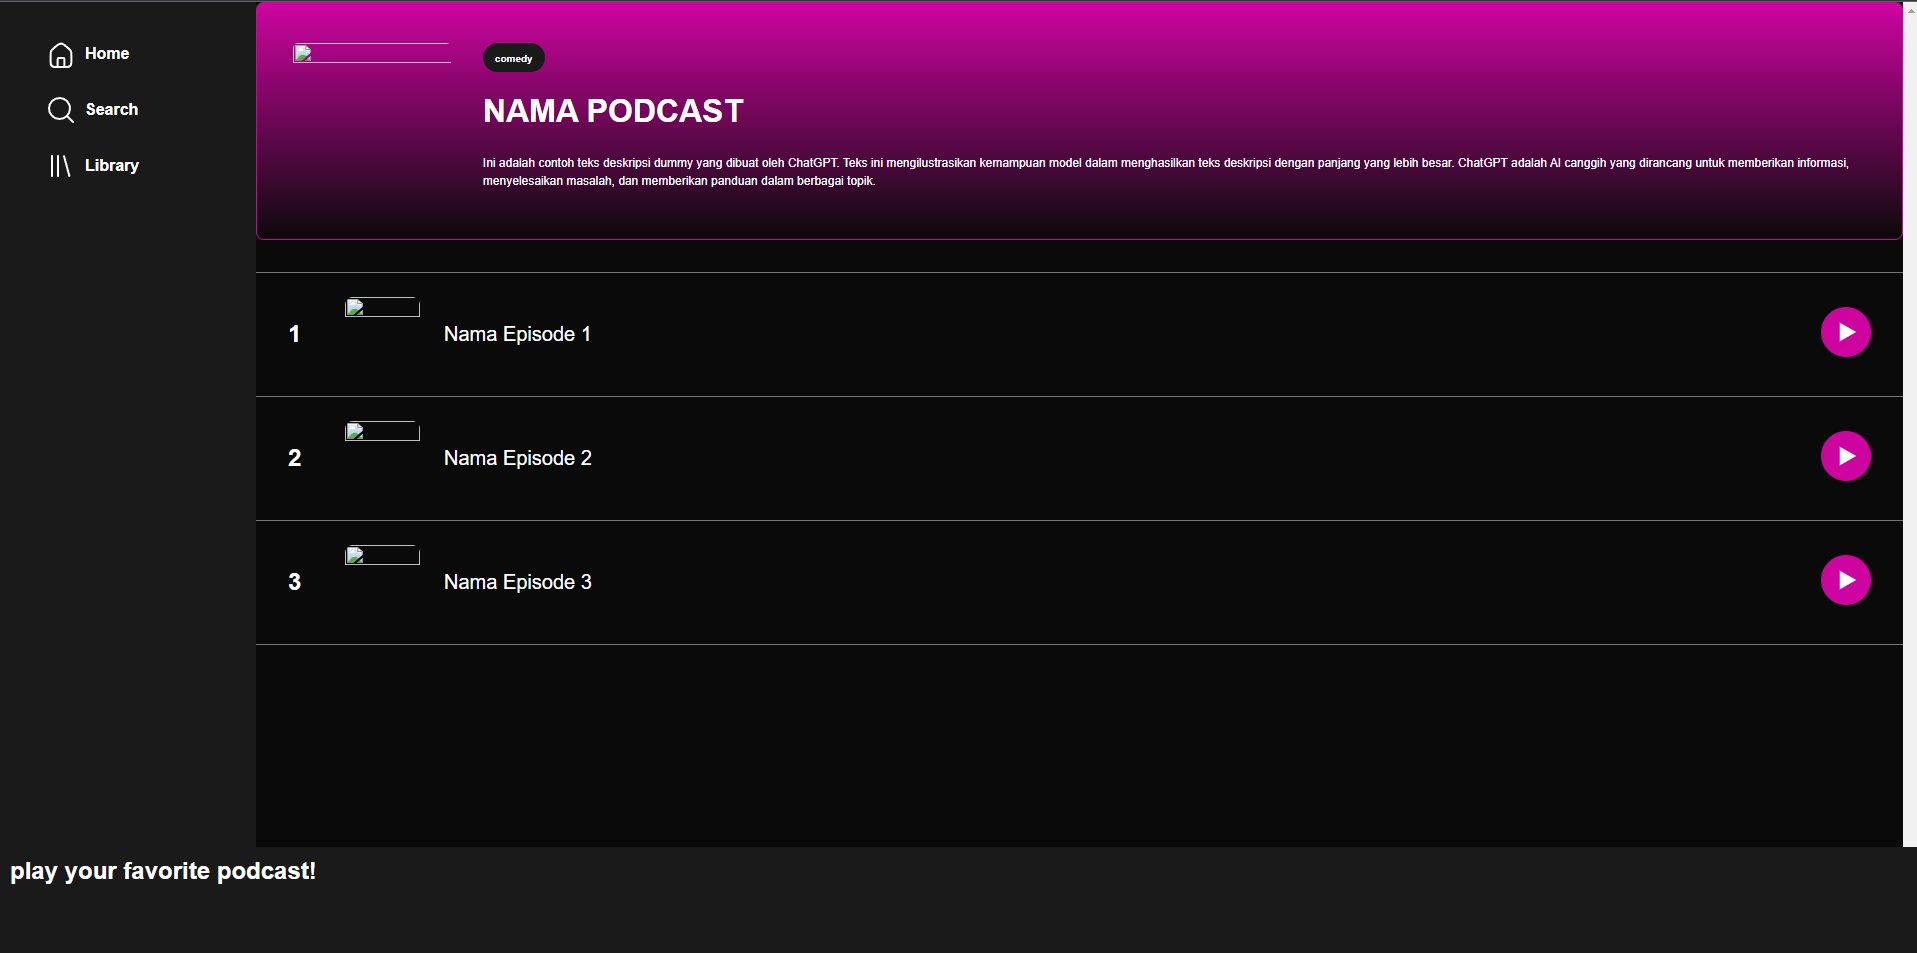 Home
Search
Library
comedy
NAMA PODCAST
Ini adalah contoh teks deskripsi dummy yang dibuat oleh ChatGPT. Teks ini mengilustrasikan kemampuan model dalam menghasilkan teks deskripsi dengan panjang yang lebih besar. ChatGPT adalah AI canggih yang dirancang untuk memberikan informasi,
menyelesaikan masalah, dan memberikan panduan dalam berbagai topik.
1 Nama Episode 1
2 Nama Episode 2
3 Nama Episode 3
play your favorite podcast!